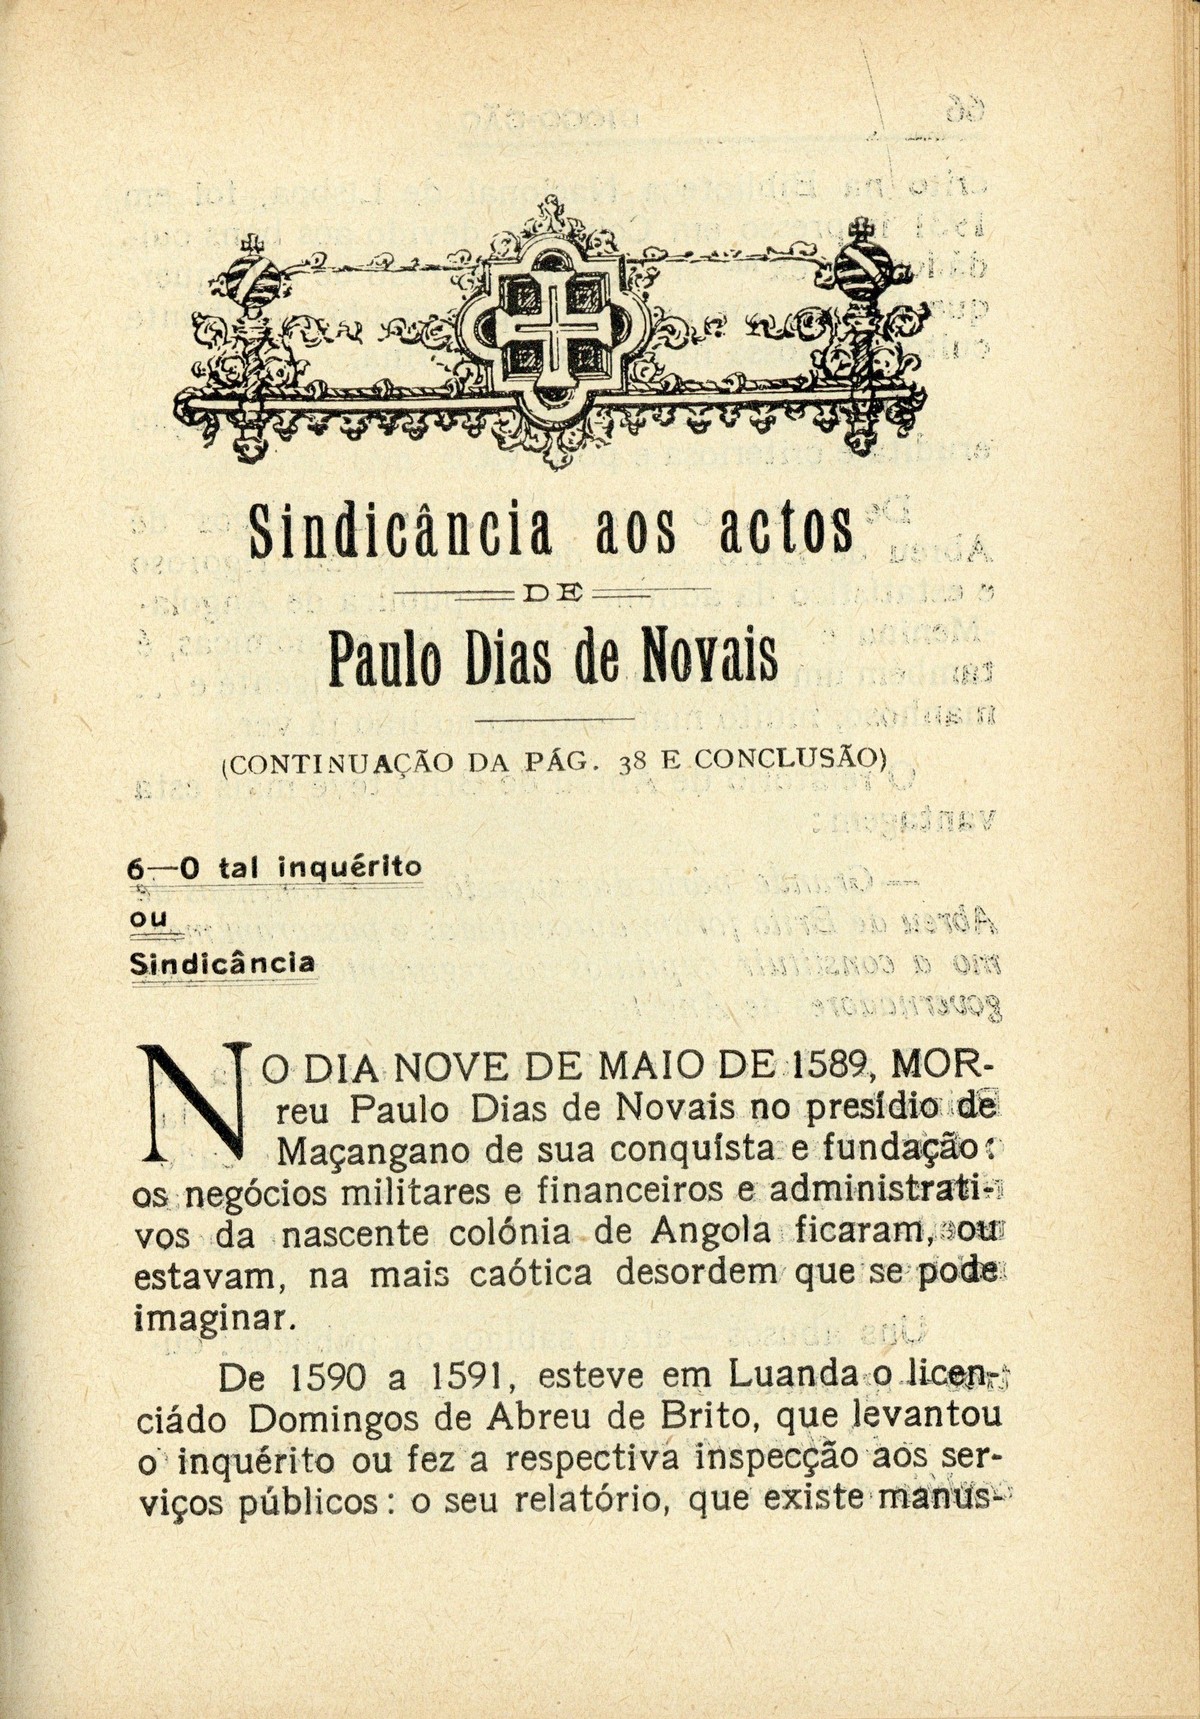 Sindicância aos actos
DE
Paulo Dias de Novais
(CONTINUAÇÃO DA PÁG. 38 E CONCLUSÃO)
6—O tal inquérito
ou
Sindicância
NO DIA NOVE DE MAIO DE 1589, MOR-
reu Paulo Dias de Novais no presídio de
Maçangano de sua conquísta e fundação:
os negócios militares e financeiros e administrati-
vos da nascente colónia de Angola ficaram, ou
estavam, na mais caótica desordem que se pode
imaginar.
De 1590 a 1591, esteve em Luanda o licen-
ciádo Domingos de Abreu de Brito, que levantou
o inquérito ou fez a respectiva inspecção aos ser-
viços públicos: o seu relatório, que existe manus-